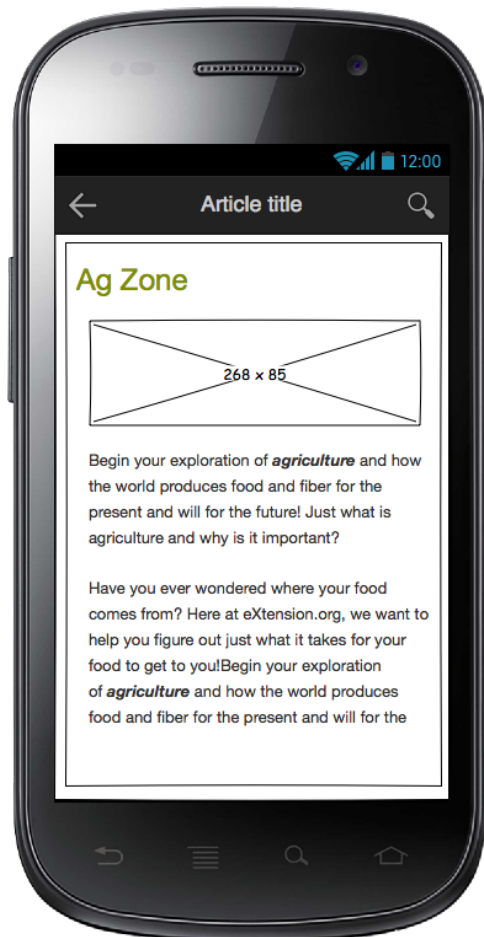 12:00
Article title
Ag Zone
268 x 85
Begin your exploration of agriculture and how
the world produces food and fiber for the
present and will for the future! Just what is
agriculture and why is it important?
Have you ever wondered where your food
comes from? Here at eXtension.org, we want to
help you figure out just what it takes for your
food to get to you!Begin your exploration
of agriculture and how the world produces
food and fiber for the present and will for the